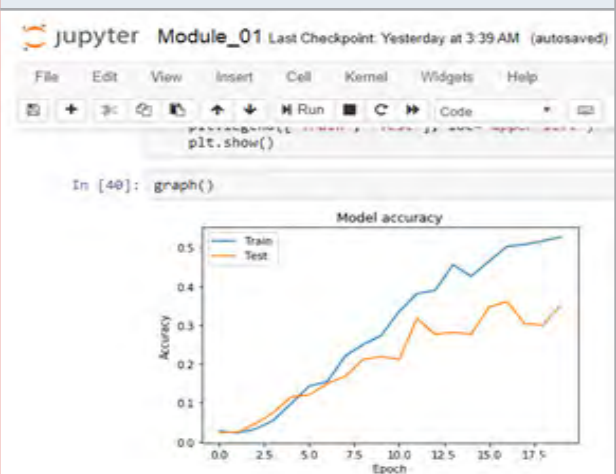 jupyter Module_01 Last Checkpoint: Yesterday at 3:39 AM (autosaved)
File Edit View Insert Cell Kernel Widgets Help
Run Code
plt.show()
In [40]: graph()
Model accuracy
Train
Test
0.5
0.4
0.3
0.2
0.1
0.0
Accuracy
0.0 2.5 5.0 7.5 10.0 12.5 15.0 17.5
Epoch